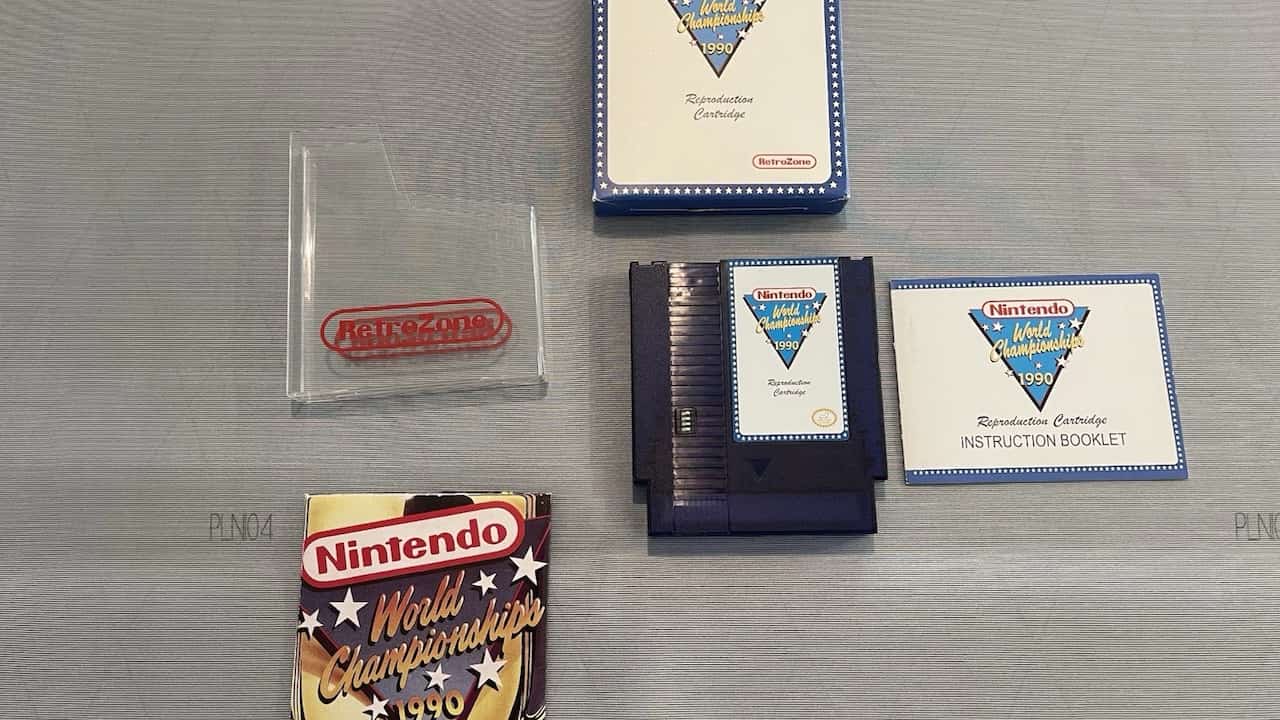 World
Championships
1990
Reproduction
Cartridge
RetroZone
RetroZone
Nintendo
World
Championships
1990
Reproduction
Cartridge
Nintendo
World
Championships
1990
Reproduction Cartridge
INSTRUCTION BOOKLET
PLN104
Nintendo
World
Championships
1990